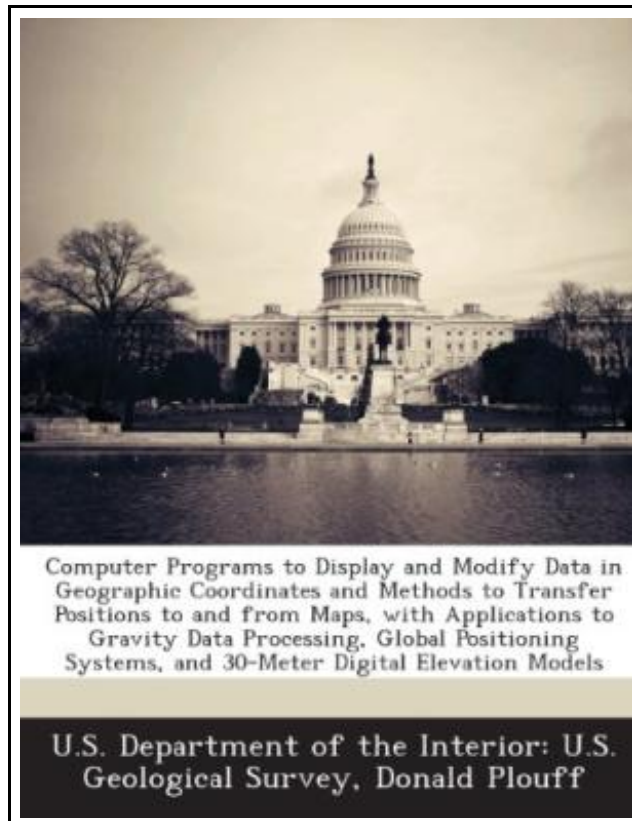 Computer Programs to Display and Modify Data in
Geographic Coordinates and Methods to Transfer
Positions to and from Maps, with Applications to
Gravity Data Processing, Global Positioning
Systems, and 30-Meter Digital Elevation Models
U.S. Department of the Interior: U.S.
Geological Survey, Donald Plouff